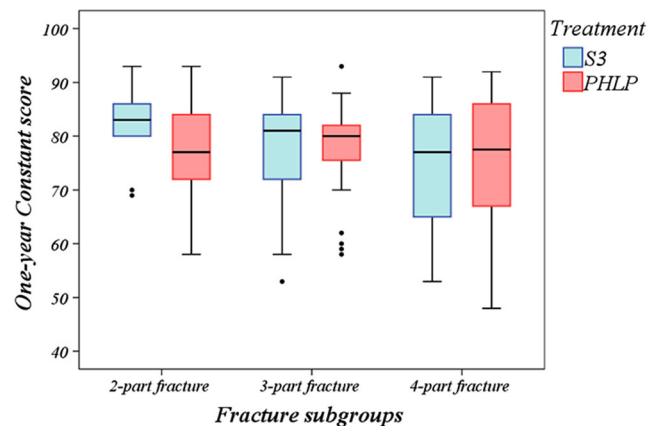 Treatment
S3
PHLP
One-year Constant score
100
90
80
70
60
50
40
2-part fracture 3-part fracture 4-part fracture
Fracture subgroups